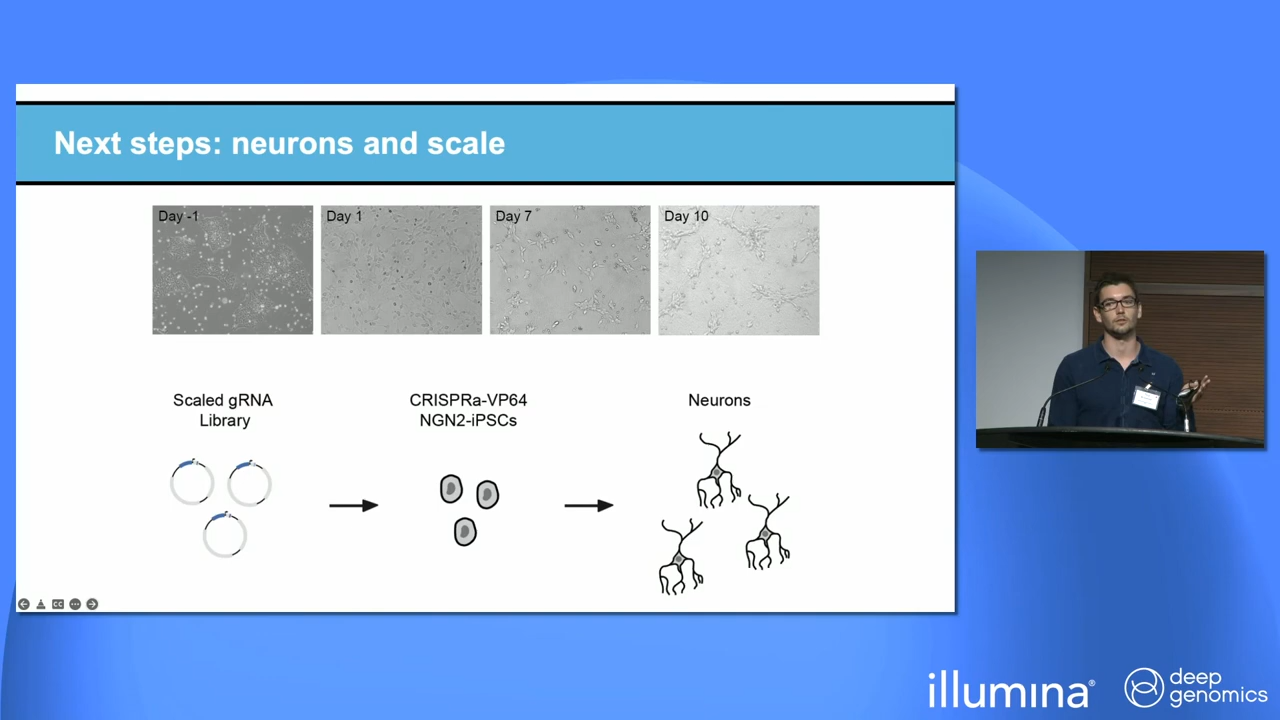 Next steps: neurons and scale
Day -1
Day 1
Day 7
Day 10
Scaled gRNA
Library
CRISPRa-VP64
NGN2-iPSCs
Neurons
illumina®
deep
genomics